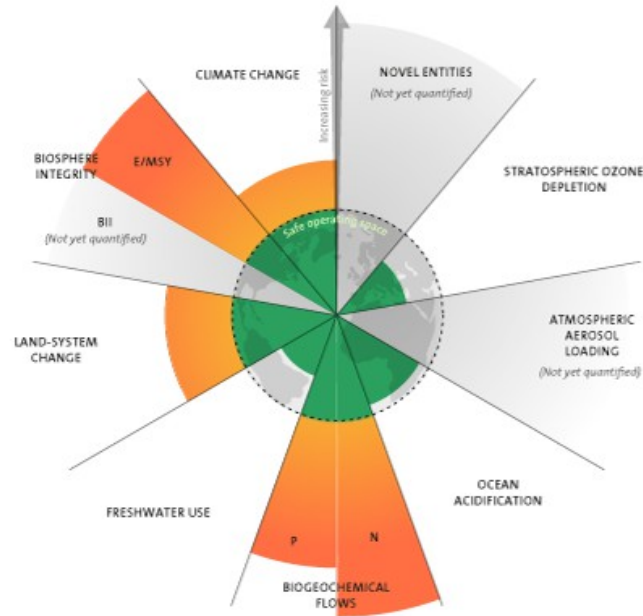 CLIMATE CHANGE
Increasing risk
NOVEL ENTITIES
(Not yet quantified)
STRATOSPHERIC OZONE
DEPLETION
ATMOSPHERIC
AEROSOL
LOADING
(Not yet quantified)
OCEAN
ACIDIFICATION
N
P
BIOGEOCHEMICAL
FLOWS
FRESHWATER USE
LAND-SYSTEM
CHANGE
BIOSPHERE
INTEGRITY
E/MSY
BII
(Not yet quantified)
Safe operating space